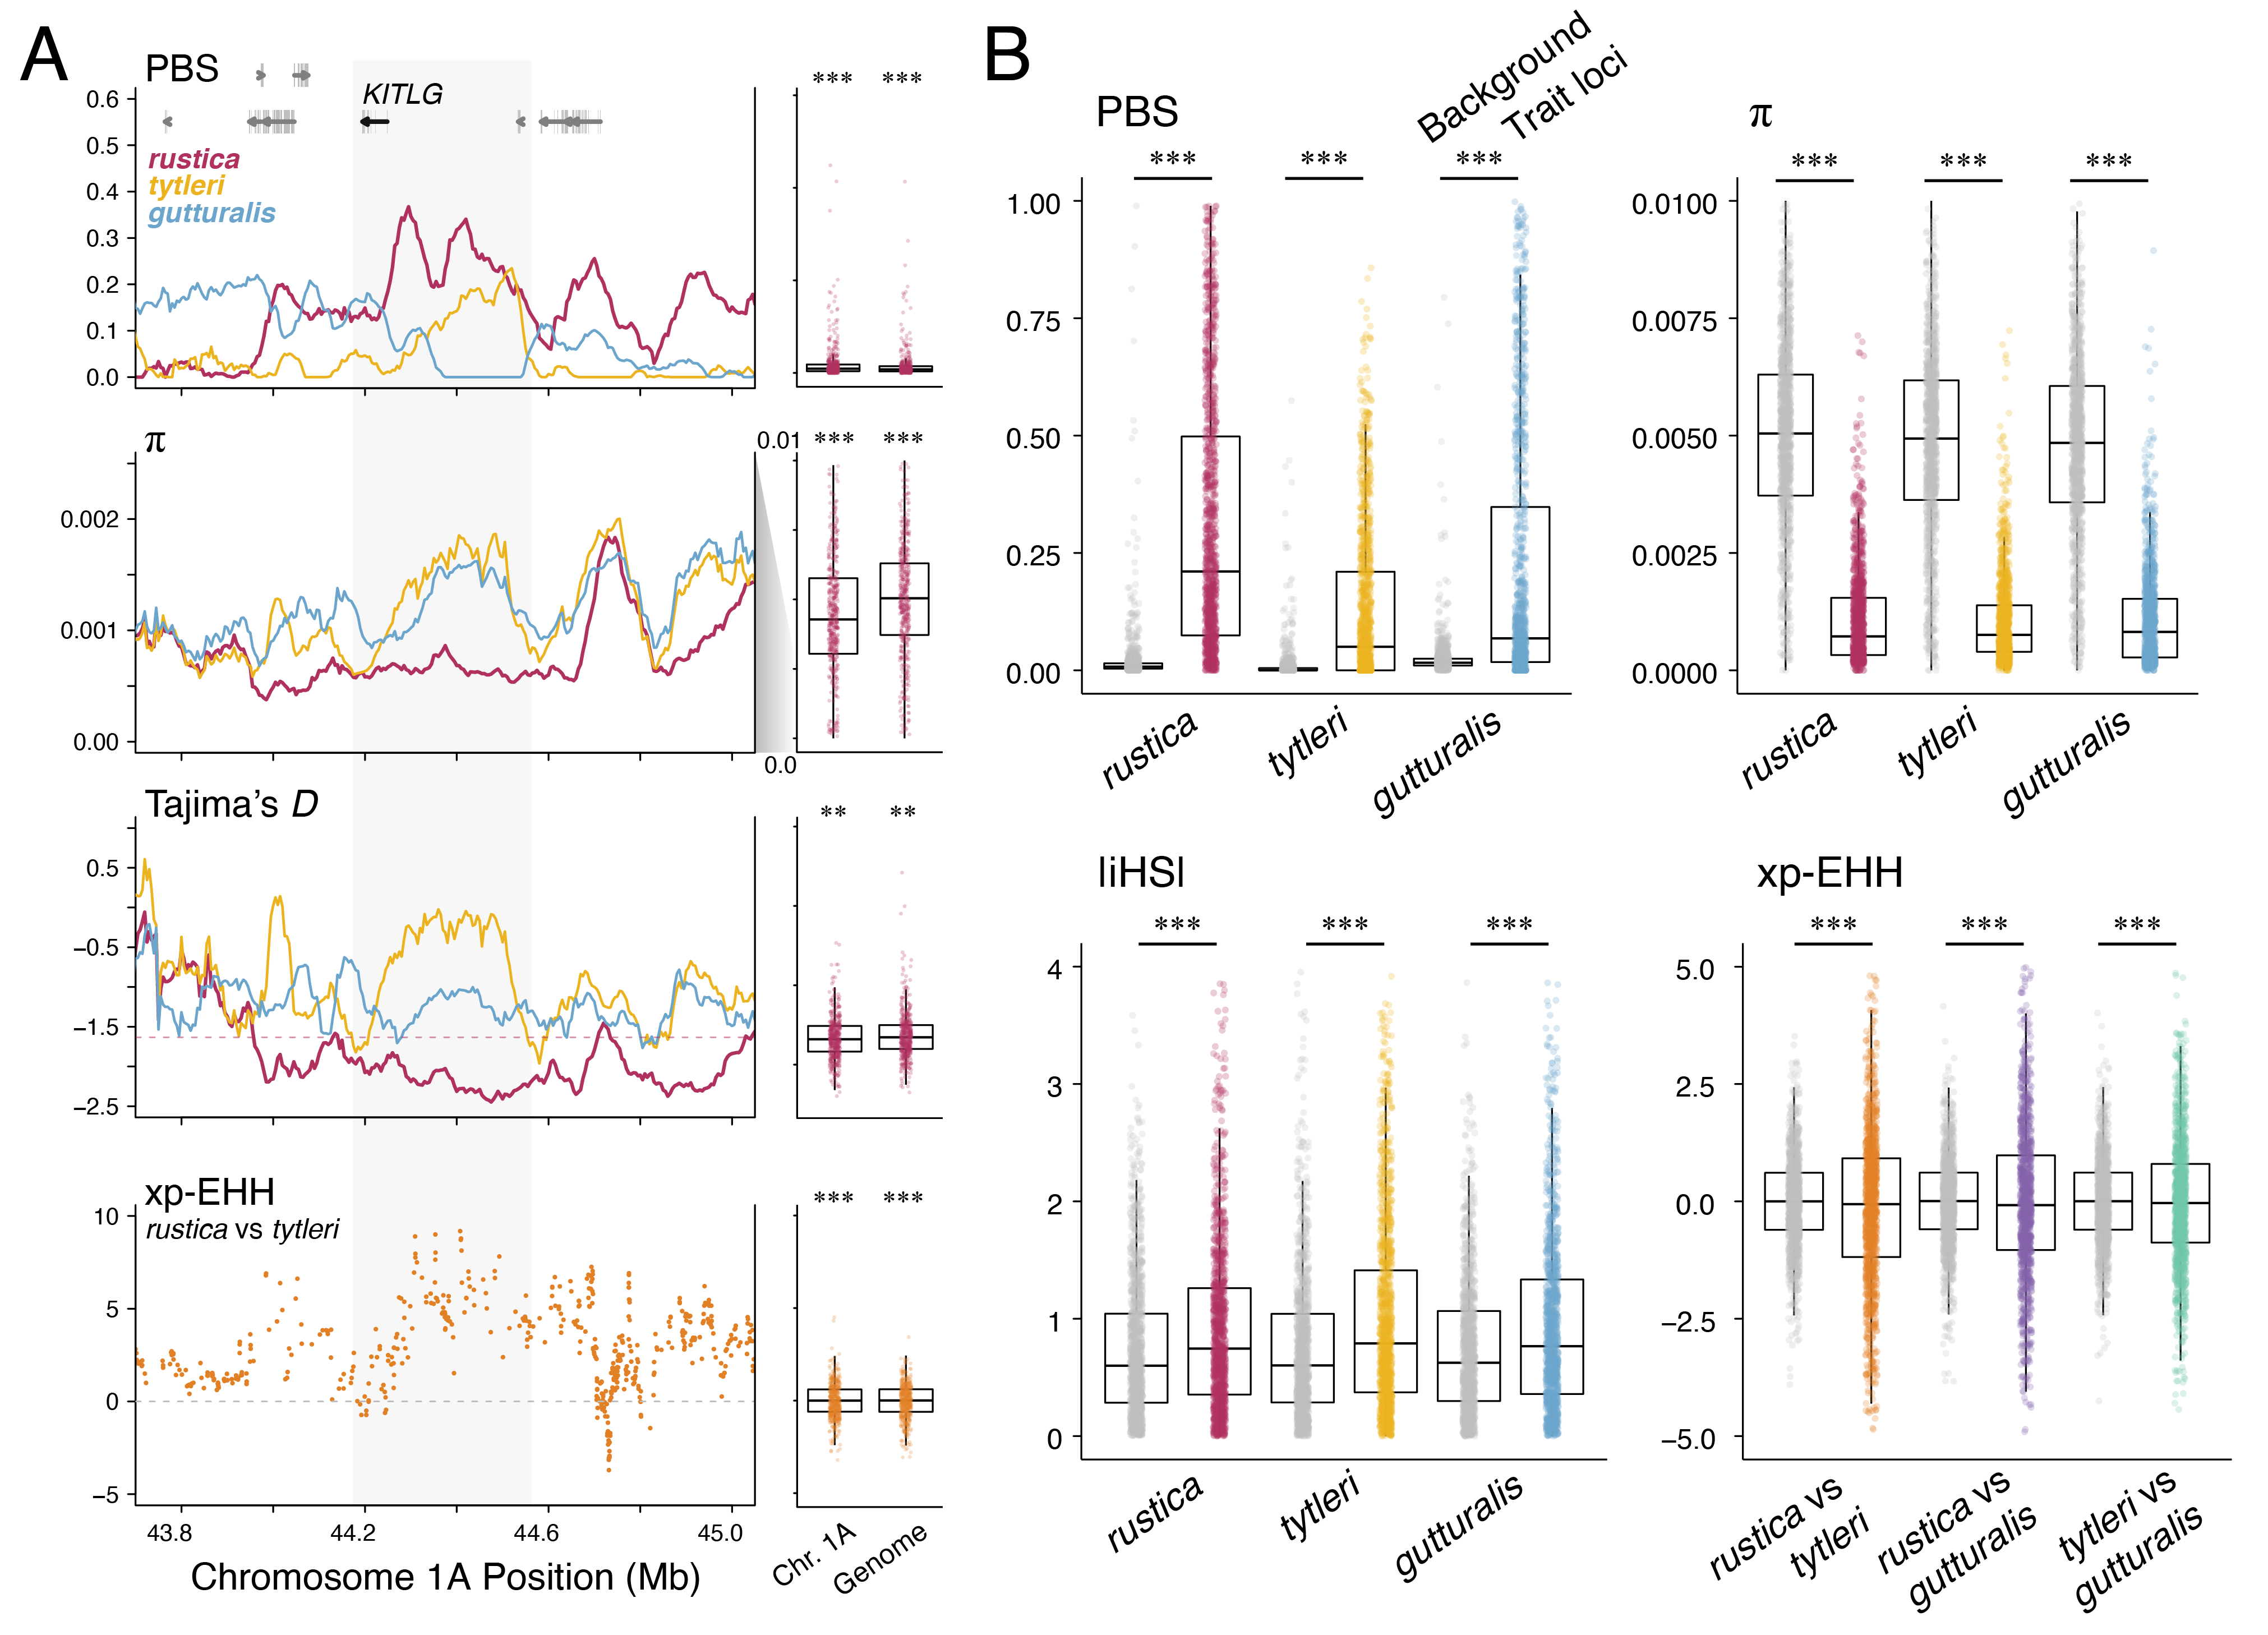 A
PBS
KITLG
rustica
tytleri
gutturalis
0.6
0.5
0.4
0.3
0.2
0.1
0.0
*** ***
π
0.002
0.001
0.00
0.01
0.0
*** ***
Tajima's D
0.5
−0.5
−1.5
−2.5
** **
xp-EHH
rustica vs tytleri
10
5
0
−5
*** ***
43.8 44.2 44.6 45.0
Chromosome 1A Position (Mb)
Chr. 1A
Genome
B
PBS
Background
Trait loci
*** *** ***
1.00
0.75
0.50
0.25
0.00
rustica
tytleri
gutturalis
π
*** *** ***
0.0100
0.0075
0.0050
0.0025
0.0000
rustica
tytleri
gutturalis
|iHS|
*** *** ***
4
3
2
1
0
rustica
tytleri
gutturalis
xp-EHH
*** *** ***
5.0
2.5
0.0
−2.5
−5.0
rustica vs
tytleri
rustica vs
gutturalis
tytleri vs
gutturalis